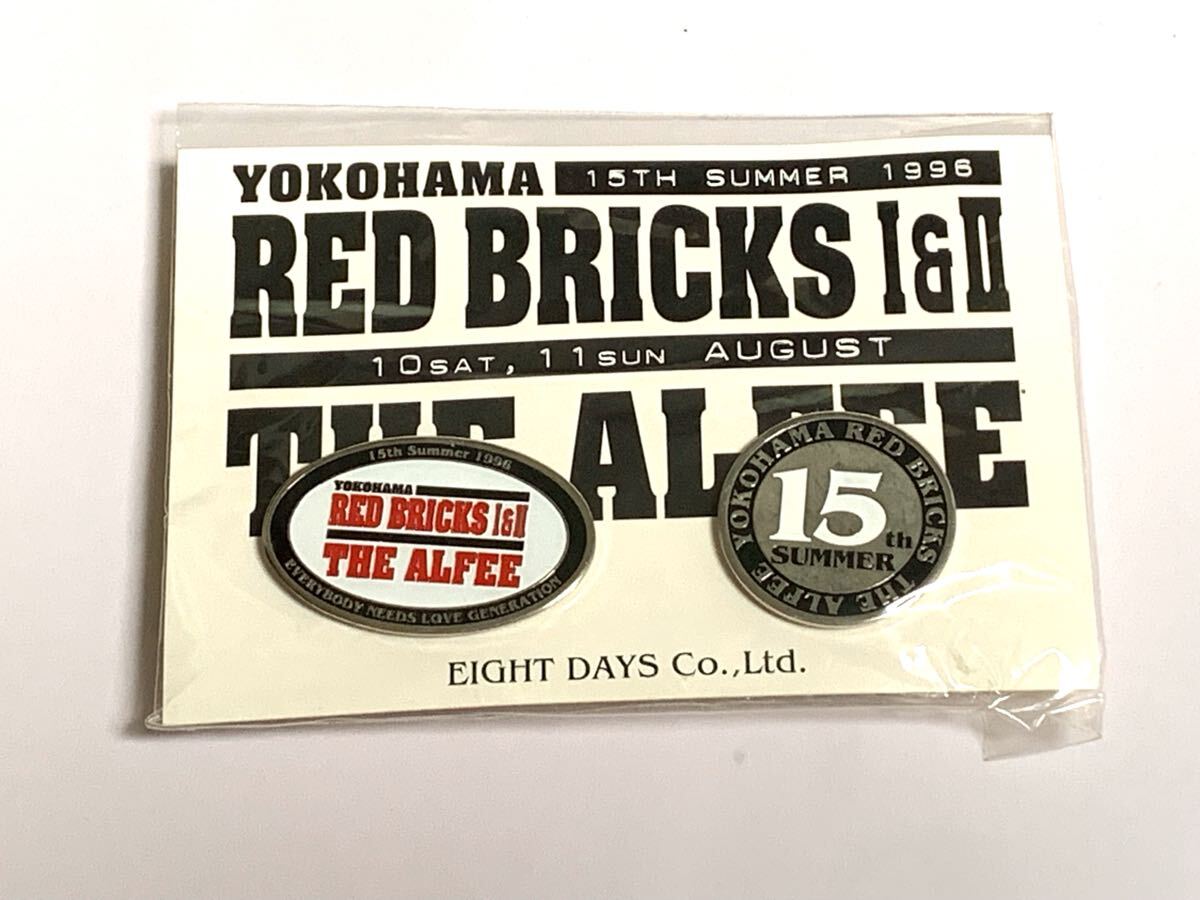 YOKOHAMA 15TH SUMMER 1996
RED BRICKS I&II
10SAT, 11SUN AUGUST
THE ALFEE
15th Summer 1996
YOKOHAMA
RED BRICKS I&II
THE ALFEE
EVERYBODY NEEDS LOVE GENERATION
YOKOHAMA RED BRICKS THE ALFEE
15th
SUMMER
EIGHT DAYS Co.,Ltd.